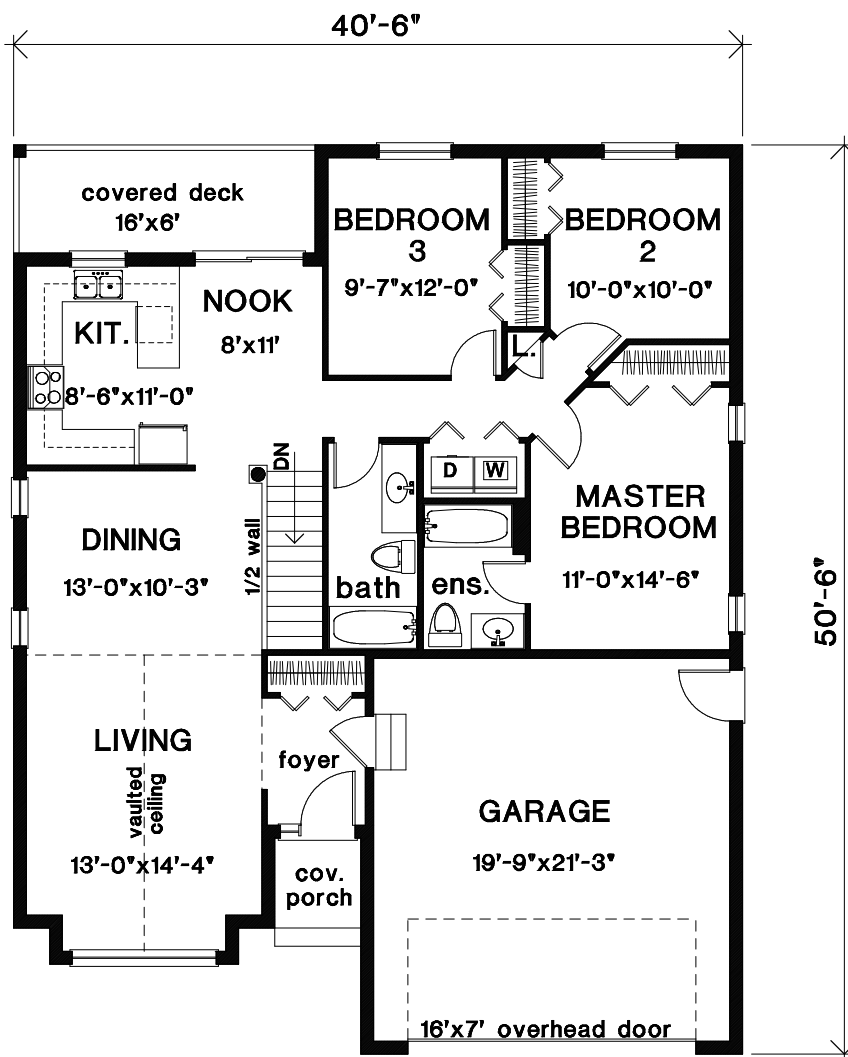 40'-6"
covered deck
16'x6'
BEDROOM
3
9'-7"x12'-0"
BEDROOM
2
10'-0"x10'-0"
NOOK
8'x11'
KIT.
8'-6"x11'-0"
L.
DN
D
W
MASTER
BEDROOM
11'-0"x14'-6"
DINING
13'-0"x10'-3"
1/2 wall
bath
ens.
50'-6"
LIVING
vaulted
ceiling
13'-0"x14'-4"
foyer
cov.
porch
GARAGE
19'-9"x21'-3"
16'x7' overhead door